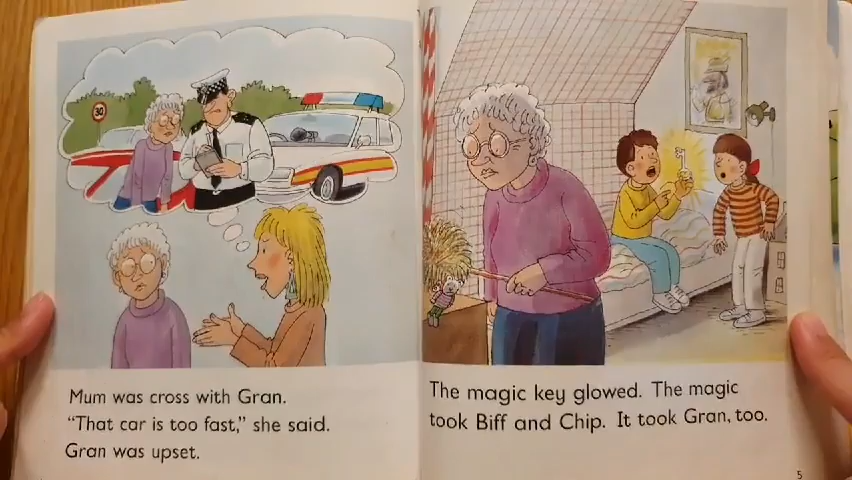 30
Mum was cross with Gran.
"That car is too fast," she said.
Gran was upset.
The magic key glowed. The magic
took Biff and Chip. It took Gran, too.
5